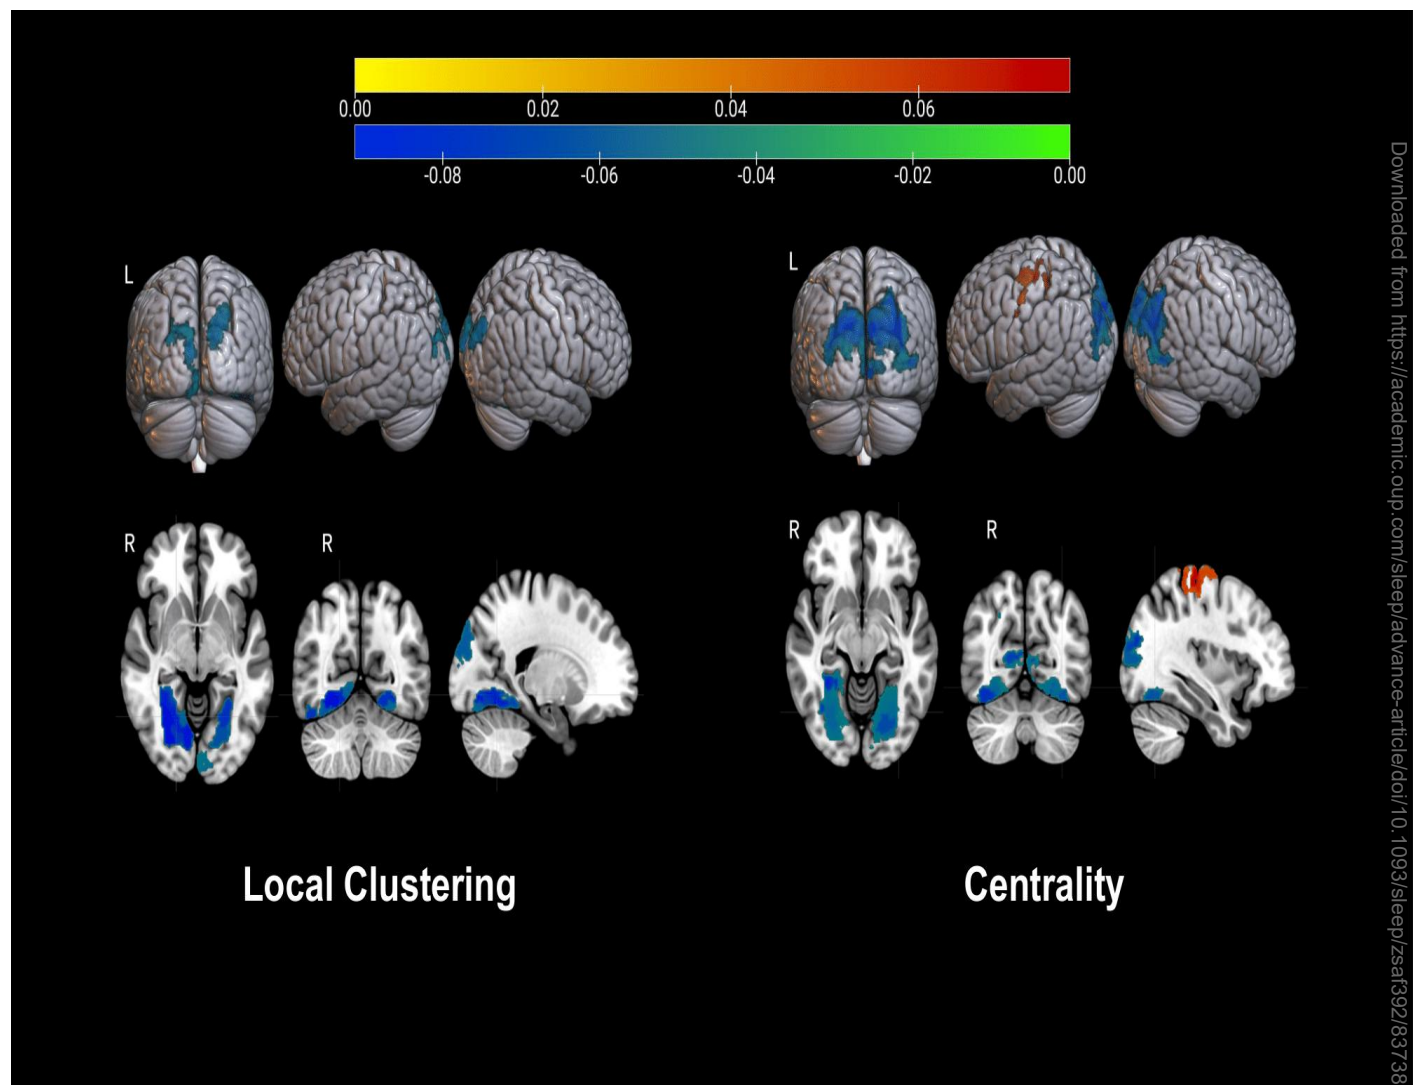 0.00 0.02 0.04 0.06
-0.08 -0.06 -0.04 -0.02 0.00
L
L
R
R
R
R
Local Clustering
Centrality
Downloaded from https://academic.oup.com/sleep/advance-article/doi/10.1093/sleep/zsaf392/83738